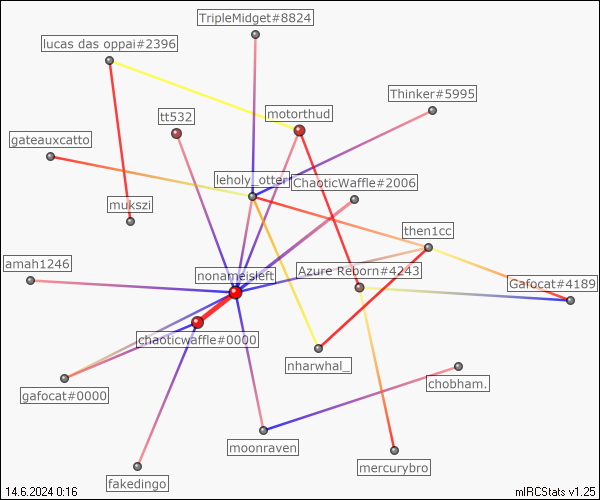 TripleMidget#8824
lucas das oppai#2396
Thinker#5995
tt532
motorthud
gateauxcatto
leholy_otter
ChaoticWaffle#2006
mukszi
then1cc
amah1246
nonameisleft
Azure Reborn#4243
Gafocat#4189
chaoticwaffle#0000
nharwhal_
gafocat#0000
chobham.
moonraven
mercurybro
fakedingo
14.6.2024 0:16
mIRCStats v1.25